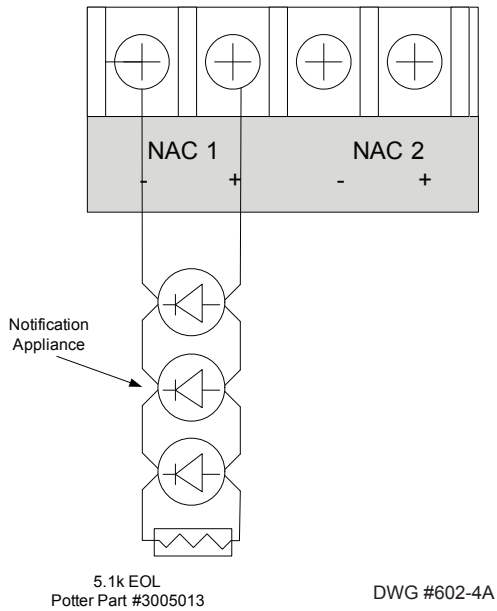 NAC 1 NAC 2
- + - +
Notification
Appliance
5.1k EOL
Potter Part #3005013
DWG #602-4A